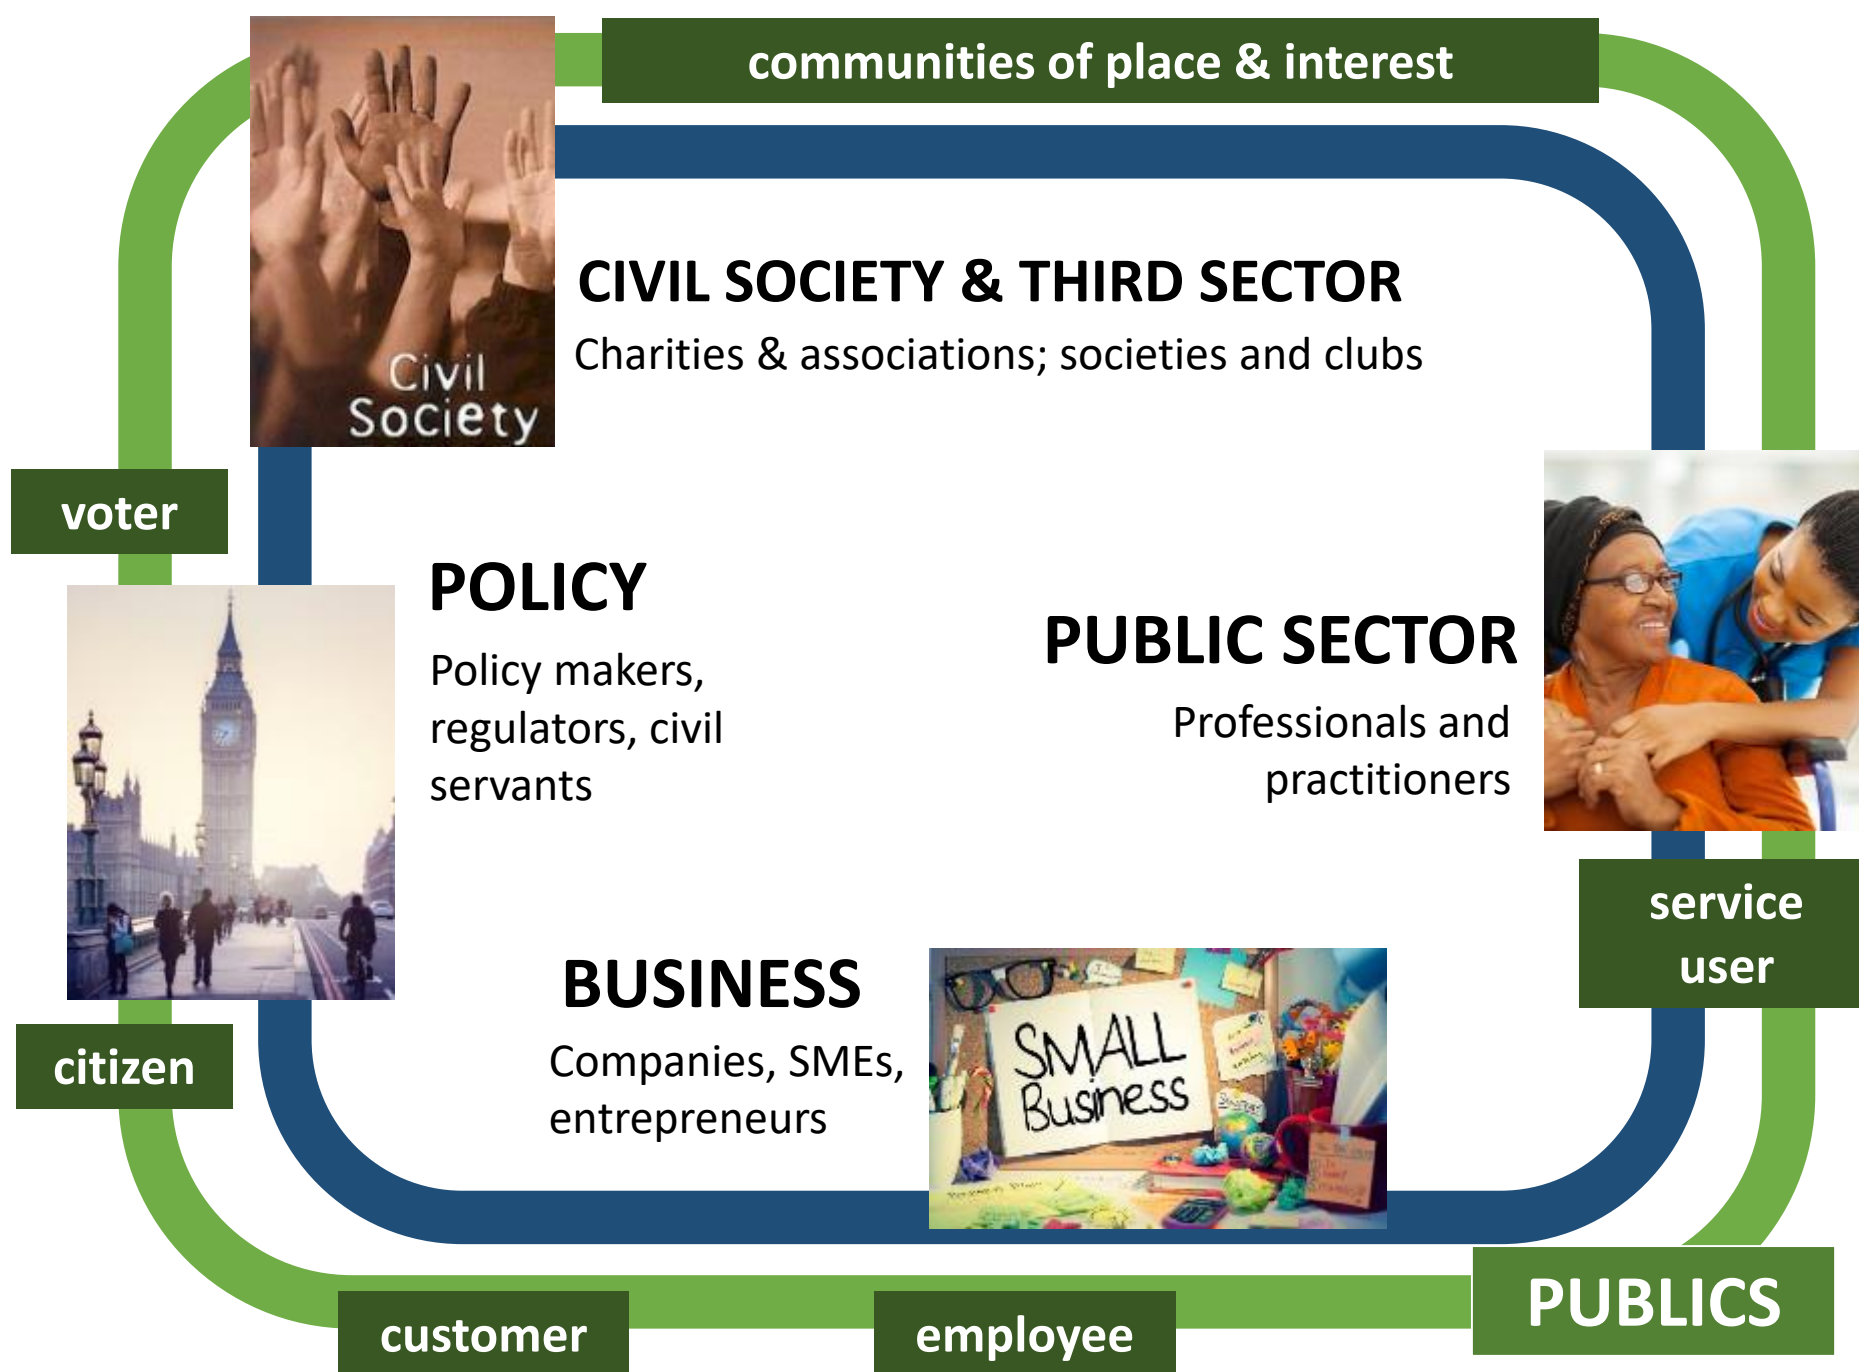 communities of place & interest
Civil
Society
CIVIL SOCIETY & THIRD SECTOR
Charities & associations; societies and clubs
voter
POLICY
Policy makers,
regulators, civil
servants
PUBLIC SECTOR
Professionals and
practitioners
service
user
citizen
BUSINESS
Companies, SMEs,
entrepreneurs
SMALL
Business
PUBLICS
customer
employee